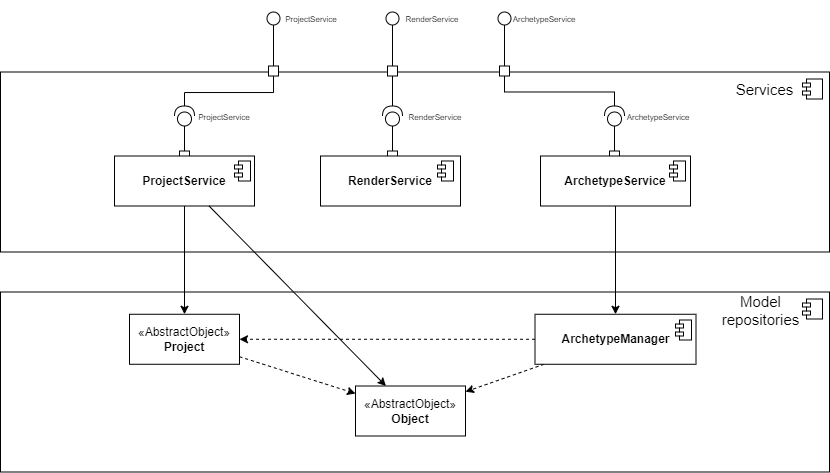 ProjectService
RenderService
ArchetypeService
Services
ProjectService
RenderService
ArchetypeService
ProjectService
RenderService
ArchetypeService
Model
repositories
«AbstractObject»
Project
ArchetypeManager
«AbstractObject»
Object